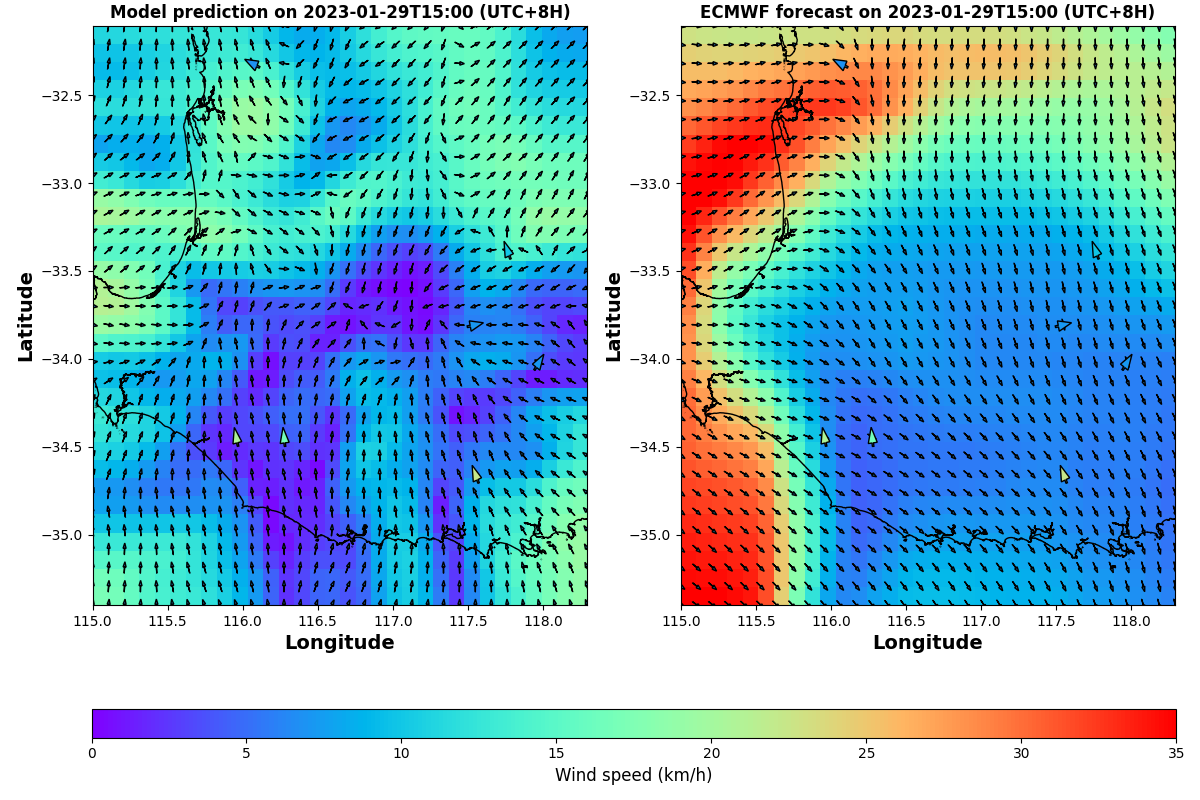 Model prediction on 2023-01-29T15:00 (UTC+8H)
ECMWF forecast on 2023-01-29T15:00 (UTC+8H)
−32.5
−33.0
−33.5
−34.0
−34.5
−35.0
Latitude
115.0 115.5 116.0 116.5 117.0 117.5 118.0
Longitude
−32.5
−33.0
−33.5
−34.0
−34.5
−35.0
Latitude
115.0 115.5 116.0 116.5 117.0 117.5 118.0
Longitude
0 5 10 15 20 25 30 35
Wind speed (km/h)